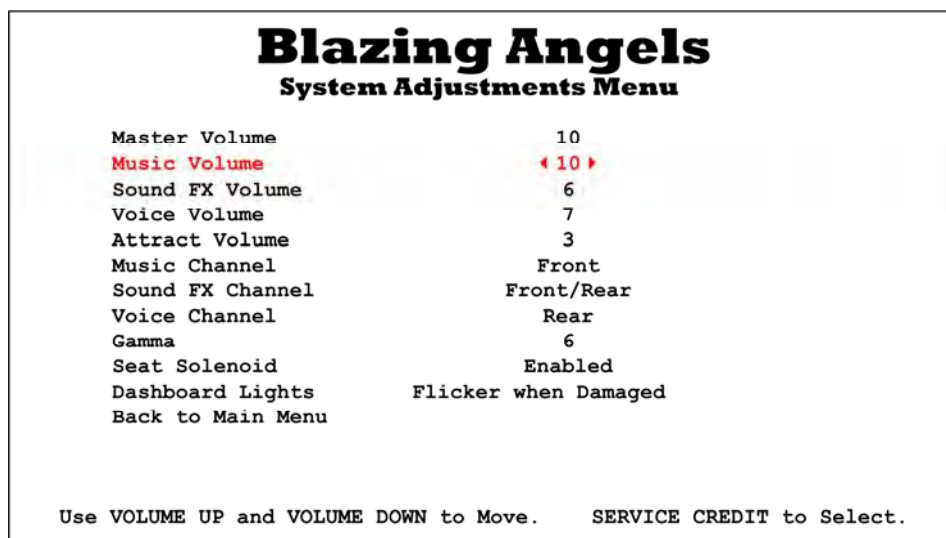 Blazing Angels
System Adjustments Menu
Master Volume 10
Music Volume 10
Sound FX Volume 6
Voice Volume 7
Attract Volume 3
Music Channel Front
Sound FX Channel Front/Rear
Voice Channel Rear
Gamma 6
Seat Solenoid Enabled
Dashboard Lights Flicker when Damaged
Back to Main Menu
Use VOLUME UP and VOLUME DOWN to Move. SERVICE CREDIT to Select.